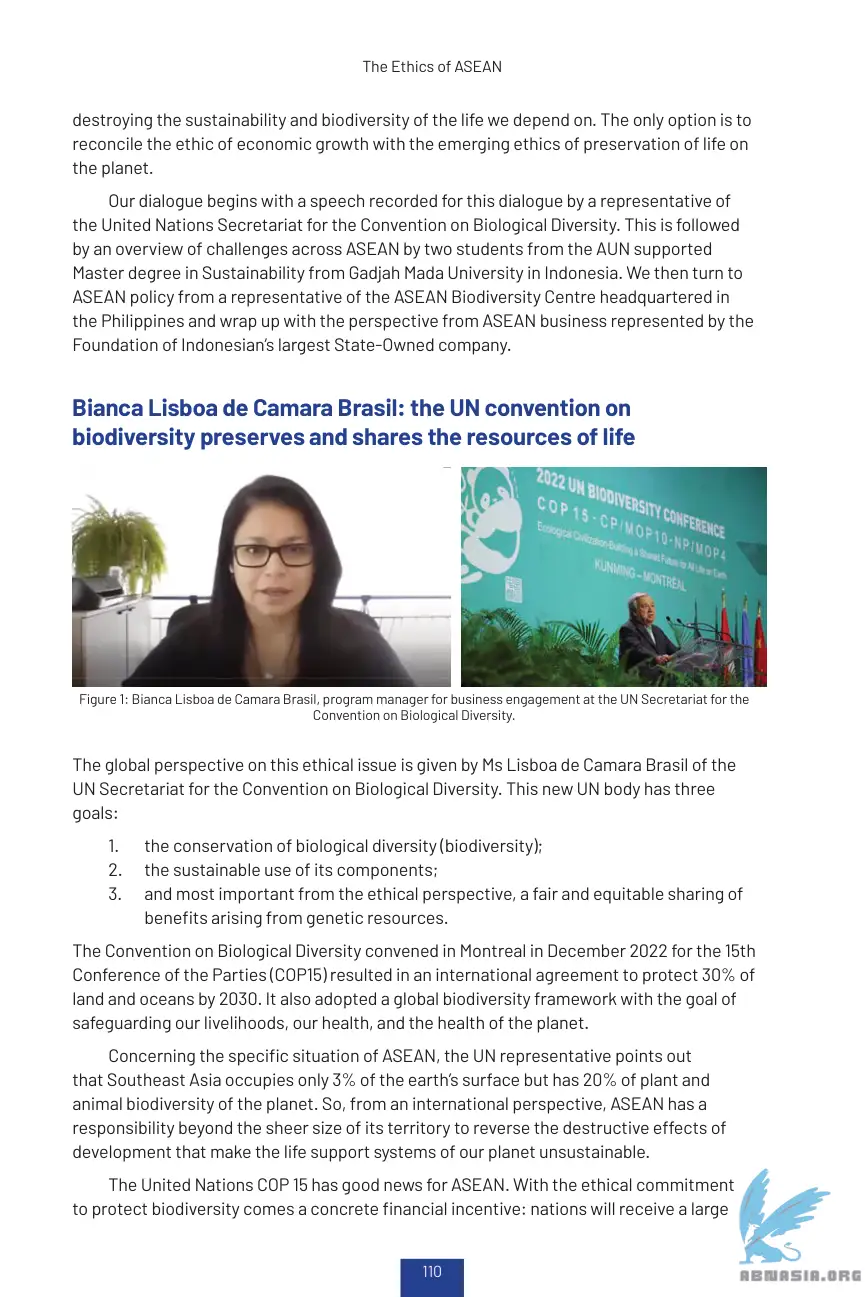 The Ethics of ASEAN
destroying the sustainability and biodiversity of the life we depend on. The only option is to
reconcile the ethic of economic growth with the emerging ethics of preservation of life on
the planet.
Our dialogue begins with a speech recorded for this dialogue by a representative of
the United Nations Secretariat for the Convention on Biological Diversity. This is followed
by an overview of challenges across ASEAN by two students from the AUN supported
Master degree in Sustainability from Gadjah Mada University in Indonesia. We then turn to
ASEAN policy from a representative of the ASEAN Biodiversity Centre headquartered in
the Philippines and wrap up with the perspective from ASEAN business represented by the
Foundation of Indonesian's largest State-Owned company.
Bianca Lisboa de Camara Brasil: the UN convention on
biodiversity preserves and shares the resources of life
2022 UN BIODIVERSITY CONFERENCE
COP 15 - CP/MOP10-NP/MOP4
Ecological Civilization-Building a Shared Future for All Life on Earth
KUNMING – MONTRÉAL
Figure 1: Bianca Lisboa de Camara Brasil, program manager for business engagement at the UN Secretariat for the
Convention on Biological Diversity.
The global perspective on this ethical issue is given by Ms Lisboa de Camara Brasil of the
UN Secretariat for the Convention on Biological Diversity. This new UN body has three
goals:
1. the conservation of biological diversity (biodiversity);
2. the sustainable use of its components;
3. and most important from the ethical perspective, a fair and equitable sharing of
benefits arising from genetic resources.
The Convention on Biological Diversity convened in Montreal in December 2022 for the 15th
Conference of the Parties (COP15) resulted in an international agreement to protect 30% of
land and oceans by 2030. It also adopted a global biodiversity framework with the goal of
safeguarding our livelihoods, our health, and the health of the planet.
Concerning the specific situation of ASEAN, the UN representative points out
that Southeast Asia occupies only 3% of the earth's surface but has 20% of plant and
animal biodiversity of the planet. So, from an international perspective, ASEAN has a
responsibility beyond the sheer size of its territory to reverse the destructive effects of
development that make the life support systems of our planet unsustainable.
The United Nations COP 15 has good news for ASEAN. With the ethical commitment
to protect biodiversity comes a concrete financial incentive: nations will receive a large
110
ABNASIA.ORG